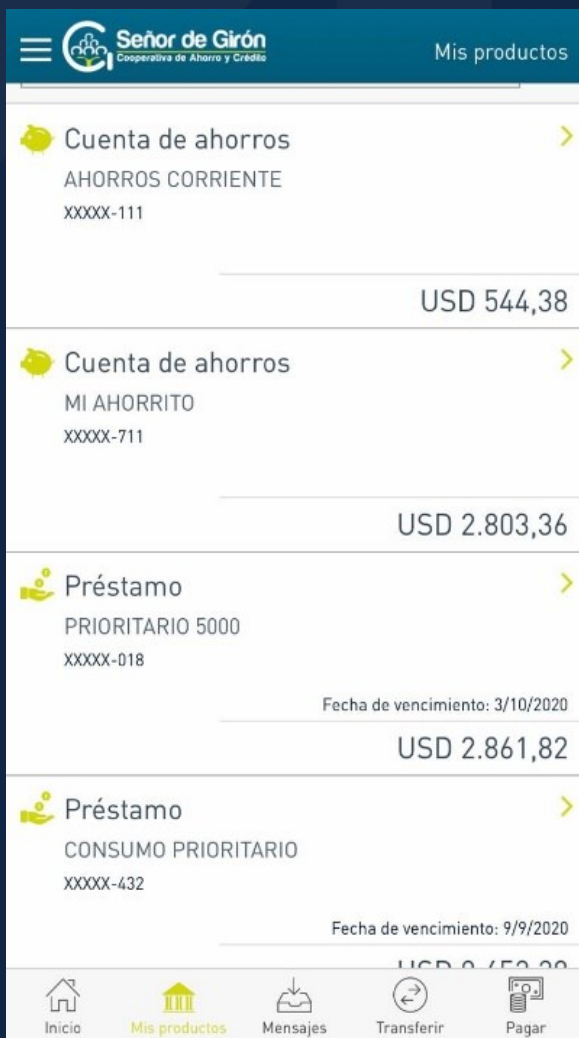 Señor de Girón
Cooperativa de Ahorro y Crédito
Mis productos
Cuenta de ahorros
AHORROS CORRIENTE
XXXXX-111
USD 544,38
Cuenta de ahorros
MI AHORRITO
XXXXX-711
USD 2.803,36
Préstamo
PRIORITARIO 5000
XXXXX-018
Fecha de vencimiento: 3/10/2020
USD 2.861,82
Préstamo
CONSUMO PRIORITARIO
XXXXX-432
Fecha de vencimiento: 9/9/2020
USD
Inicio
Mis productos
Mensajes
Transferir
Pagar